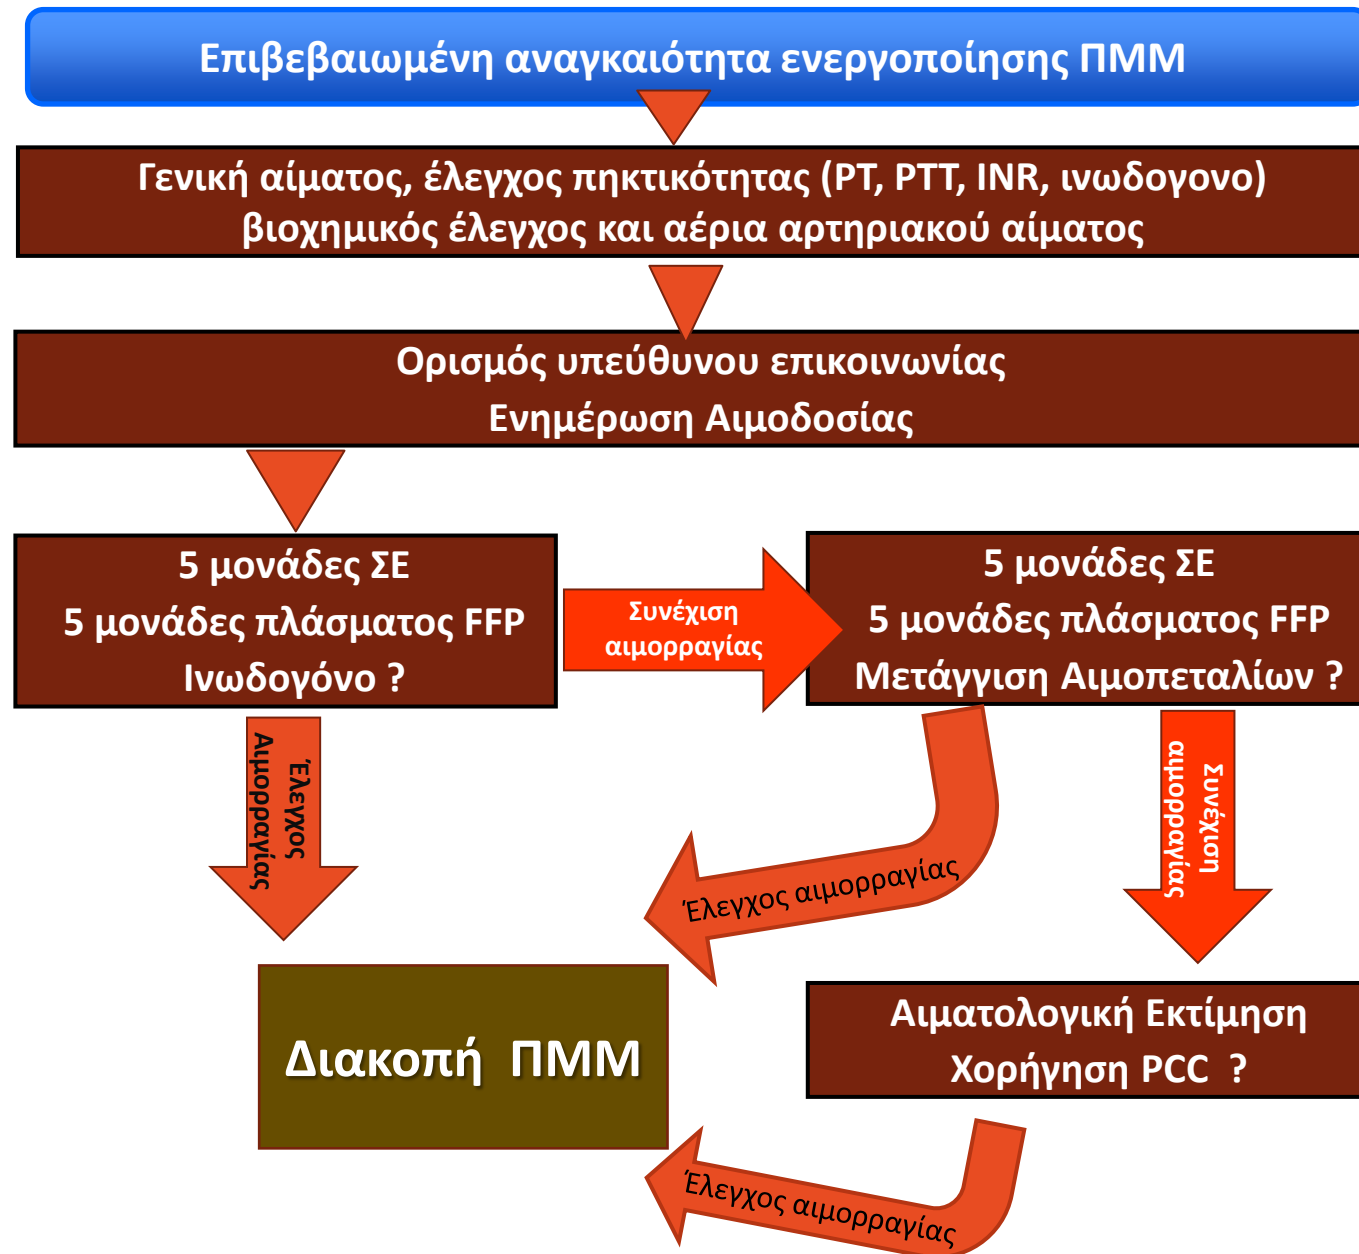 Επιβεβαιωμένη αναγκαιότητα ενεργοποίησης ΠΜΜ
Γενική αίματος, έλεγχος πηκτικότητας (PT, PTT, INR, ινωδογονο)
βιοχημικός έλεγχος και αέρια αρτηριακού αίματος
Ορισμός υπεύθυνου επικοινωνίας
Ενημέρωση Αιμοδοσίας
5 μονάδες ΣΕ
5 μονάδες πλάσματος FFP
Ινωδογόνο ?
Συνέχιση
αιμορραγίας
5 μονάδες ΣΕ
5 μονάδες πλάσματος FFP
Μετάγγιση Αιμοπεταλίων ?
Έλεγχος
Αιμορραγίας
Έλεγχος αιμορραγίας
Συνέχιση
αιμορραγίας
Διακοπή ΠΜΜ
Αιματολογική Εκτίμηση
Χορήγηση PCC ?
Έλεγχος αιμορραγίας